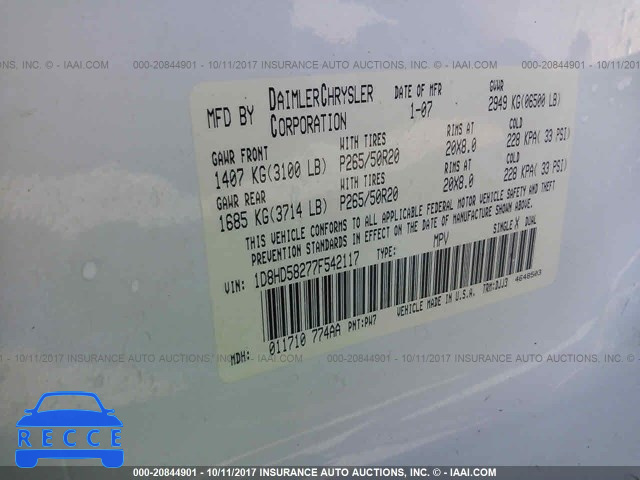 000-20844901 - 10/11/2017 INSURANCE AUTO AUCTIONS, INC. - © - IAAI.COM
MFD BY DAIMLERCHRYSLER CORPORATION
DATE OF MFR 1-07
GWWR 2949 KG(06500 LB)
GAWR FRONT WITH TIRES RIMS AT COLD
1407 KG(3100 LB) P265/50R20 20X8.0 228 KPA( 33 PSI)
GAWR REAR WITH TIRES RIMS AT COLD
1685 KG(3714 LB) P265/50R20 20X8.0 228 KPA( 33 PSI)
THIS VEHICLE CONFORMS TO ALL APPLICABLE FEDERAL MOTOR VEHICLE SAFETY AND THEFT
PREVENTION STANDARDS IN EFFECT ON THE DATE OF MANUFACTURE SHOWN ABOVE.
VIN: 1D8HD58277F542117 TYPE: MPV SINGLE-X DUAL
MDH: 011710 774AA PNT:PW7 VEHICLE MADE IN U.S.A. TRM:DJJ3 4648503
000-20844901 - 10/11/2017 INSURANCE AUTO AUCTIONS, INC. - © - IAAI.COM
RECCE
000-20844901 - 10/11/2017 INSURANCE AUTO AUCTIONS, INC. - © - IAAI.COM